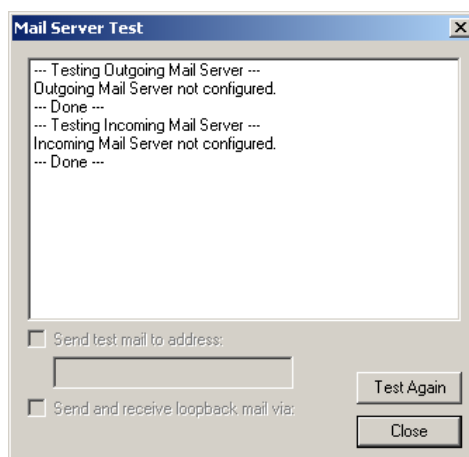 Mail Server Test
--- Testing Outgoing Mail Server ---
Outgoing Mail Server not configured.
--- Done ---
--- Testing Incoming Mail Server ---
Incoming Mail Server not configured.
--- Done ---
Send test mail to address:
Test Again
Send and receive loopback mail via:
Close